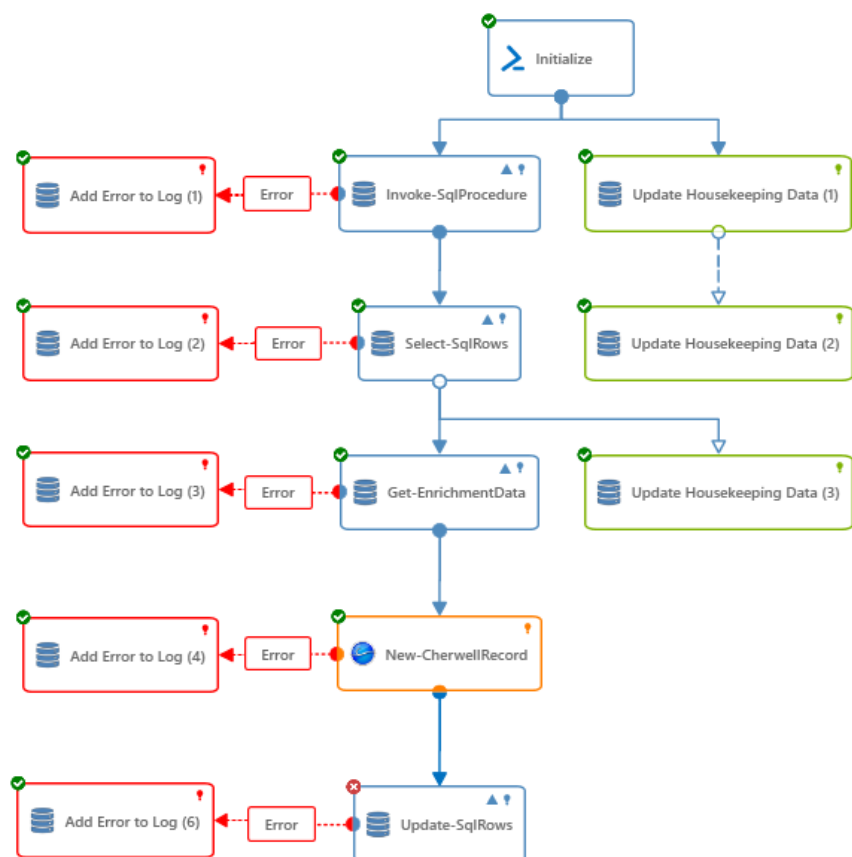 Initialize
Add Error to Log (1)
Error
Invoke-SqlProcedure
Update Housekeeping Data (1)
Add Error to Log (2)
Error
Select-SqlRows
Update Housekeeping Data (2)
Add Error to Log (3)
Error
Get-EnrichmentData
Update Housekeeping Data (3)
Add Error to Log (4)
Error
New-CherwellRecord
Add Error to Log (6)
Error
Update-SqlRows